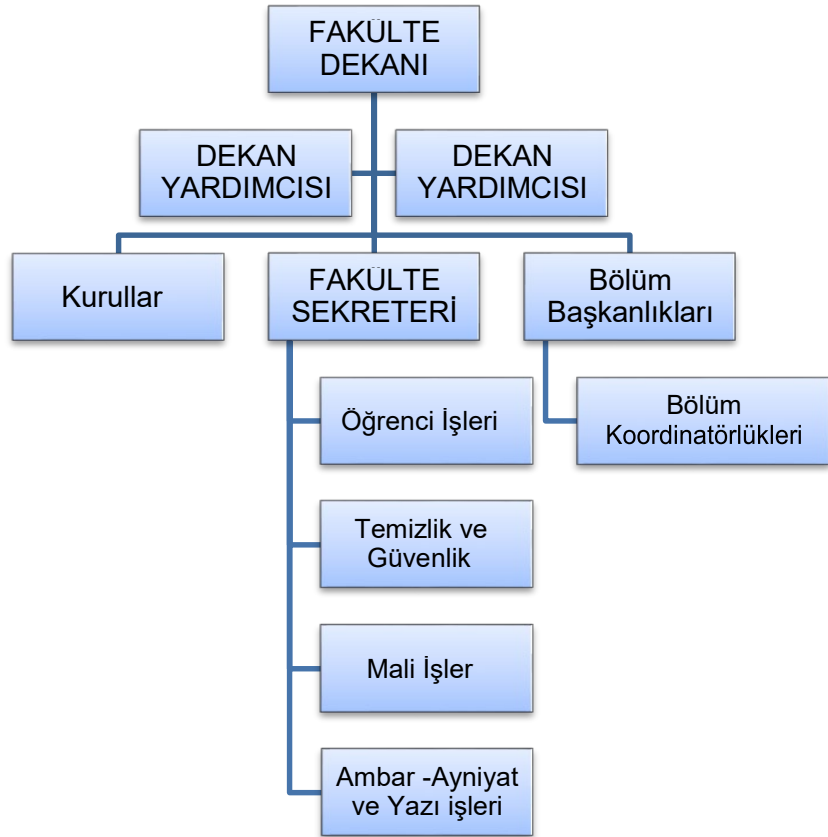 FAKÜLTE
DEKANI
DEKAN
YARDIMCISI
DEKAN
YARDIMCISI
Kurullar
FAKÜLTE
SEKRETERİ
Bölüm
Başkanlıkları
Öğrenci İşleri
Bölüm
Koordinatörlükleri
Temizlik ve
Güvenlik
Mali İşler
Ambar -Ayniyat
ve Yazı işleri